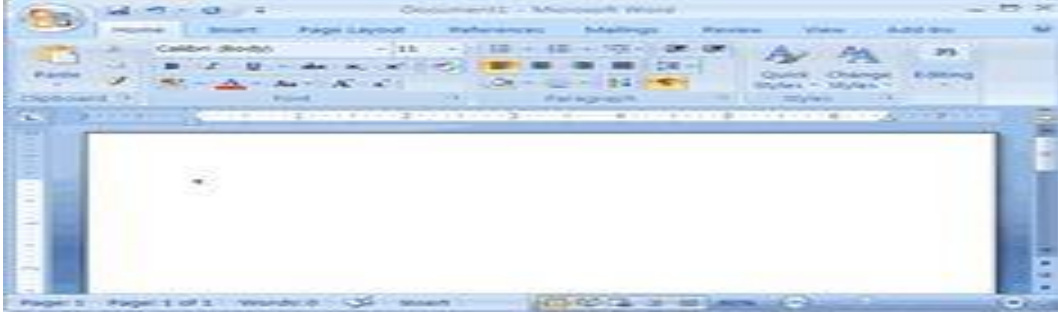 Document1 - Microsoft Word
Home Insert Page Layout References Mailings Review View Add-Ins
Calibri (Body) 11
Paste Quick Styles Change Styles Editing
Clipboard Font Paragraph Styles
Page: 1 Page: 1 of 1 Words: 0 Insert